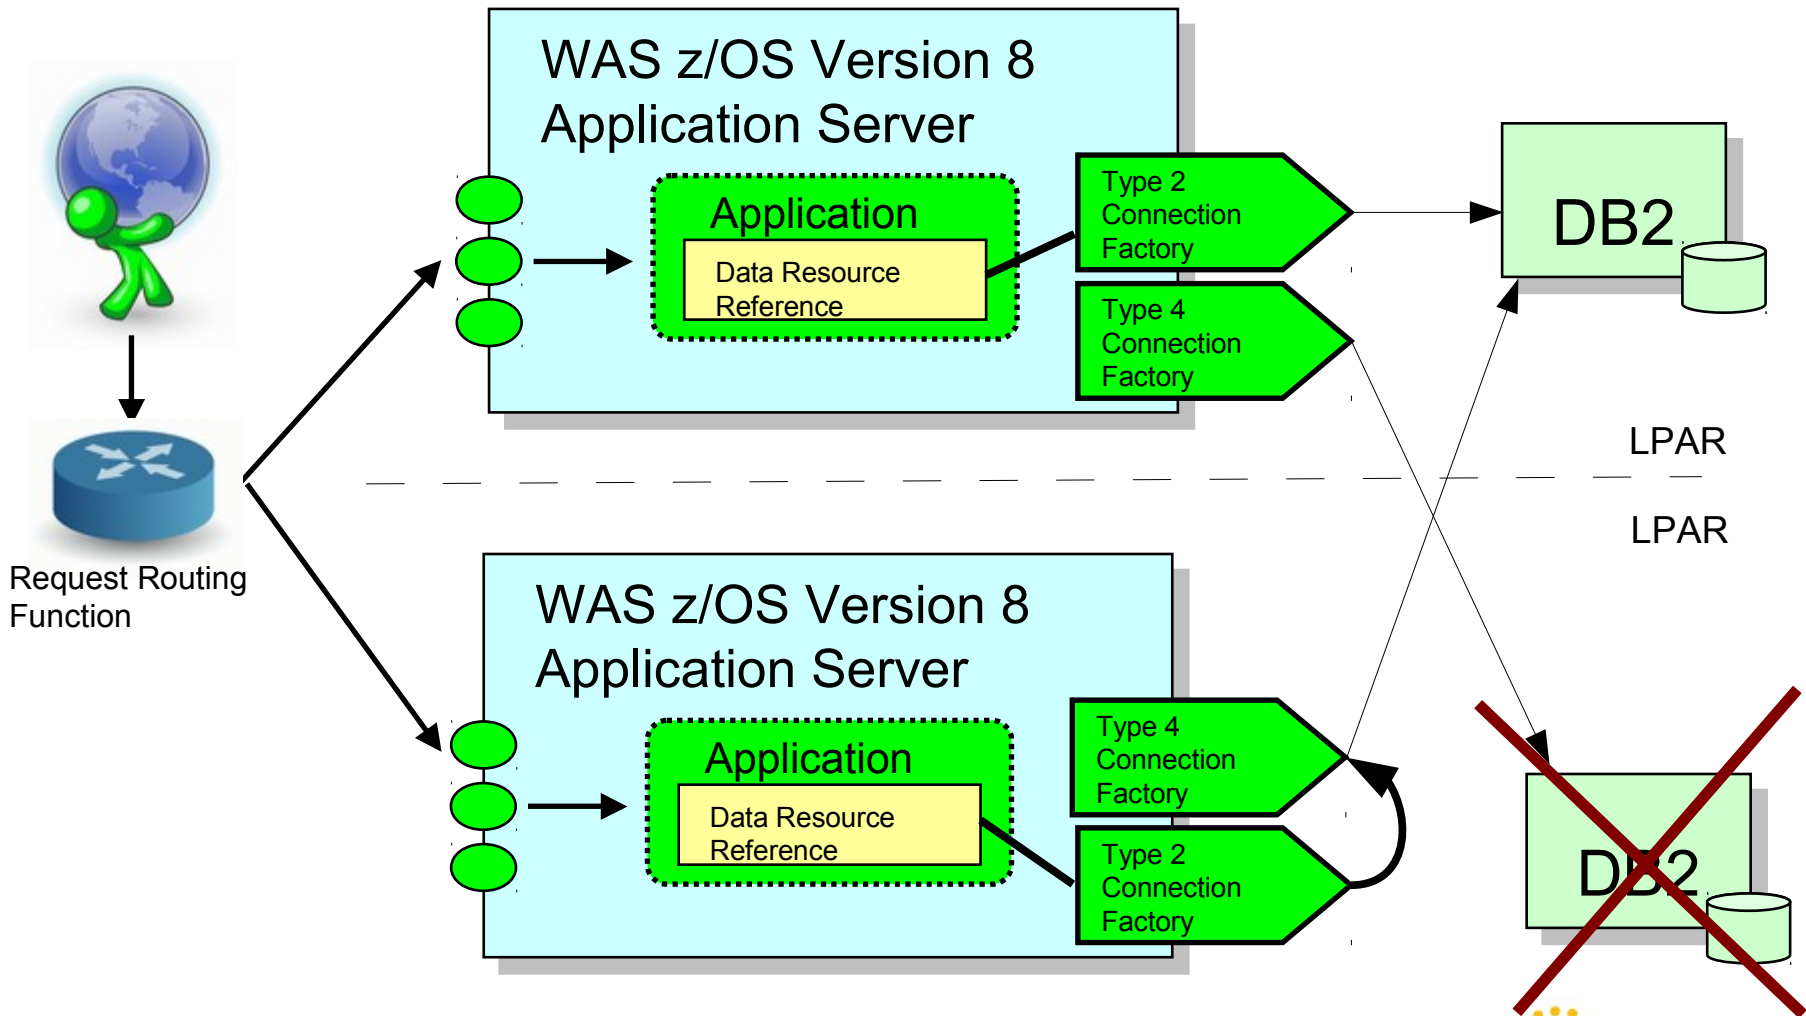 WAS z/OS Version 8
Application Server
Application
Data Resource
Reference
Type 2
Connection
Factory
Type 4
Connection
Factory
DB2
LPAR
LPAR
Request Routing
Function
WAS z/OS Version 8
Application Server
Application
Data Resource
Reference
Type 4
Connection
Factory
Type 2
Connection
Factory
DB2